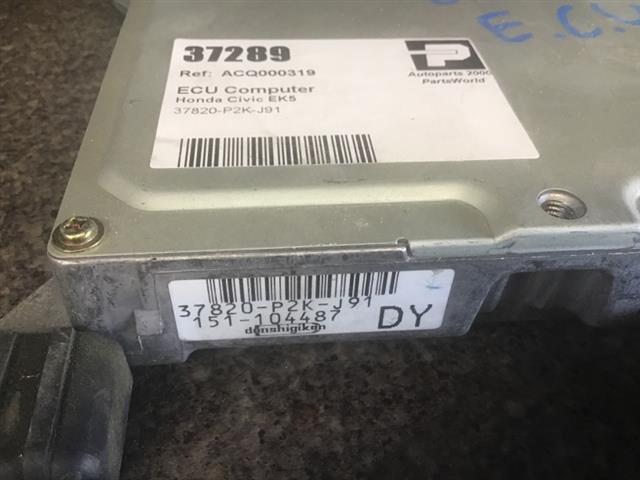 E.C.U
37289
Ref: ACQ000319
ECU Computer
Honda Civic EK5
37820-P2K-J91
P
Autoparts 2000
PartsWorld
37820-P2K-J91
151-104487
denshigiken
DY